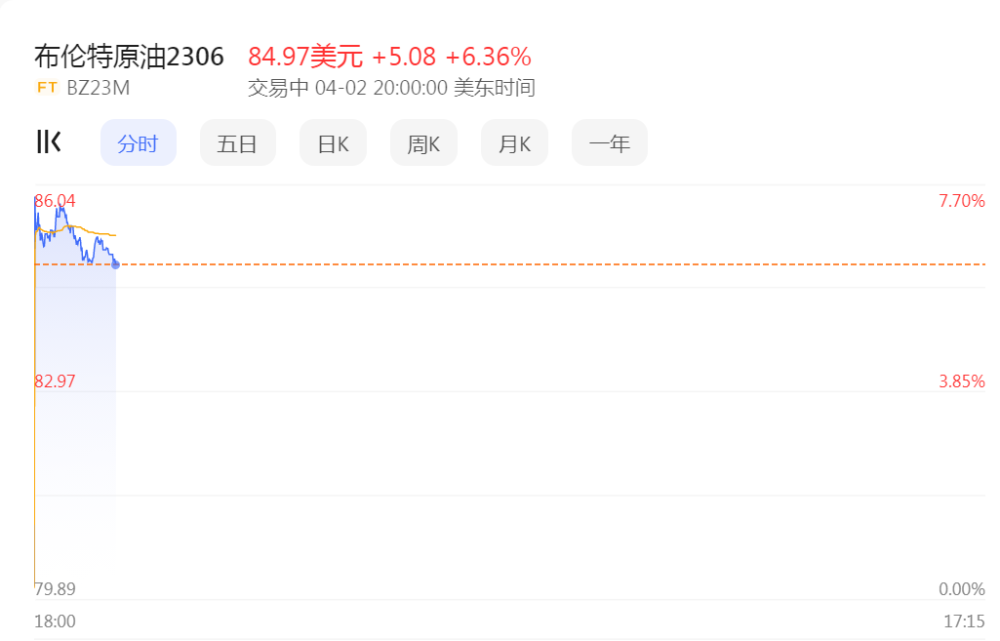 布伦特原油2306 84.97美元 +5.08 +6.36%
FT BZ23M 交易中 04-02 20:00:00 美东时间
分时 五日 日K 周K 月K 一年
86.04 7.70%
82.97 3.85%
79.89 0.00%
18:00 17:15